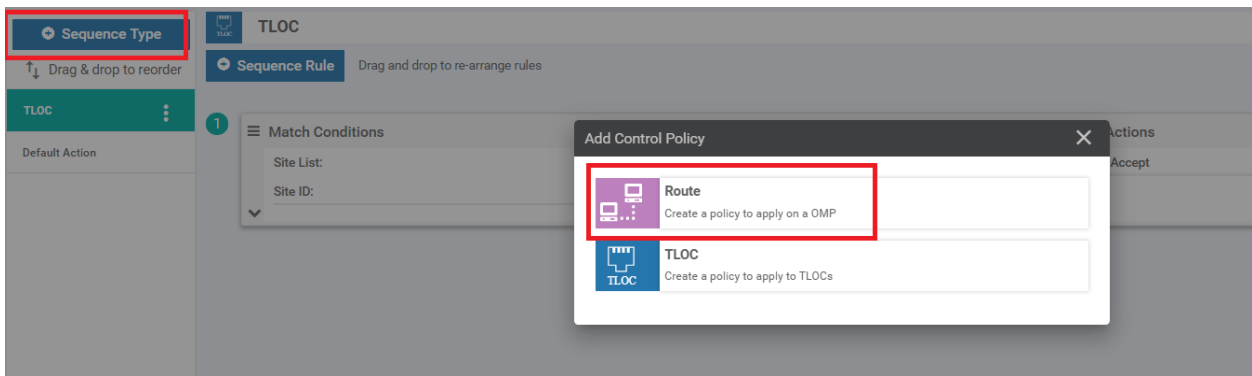 Sequence Type
Drag & drop to reorder
TLOC
Default Action
TLOC
TLOC
Sequence Rule
Drag and drop to re-arrange rules
1
Match Conditions
Site List:
Site ID:
Actions
Accept
Add Control Policy
Route
Create a policy to apply on a OMP
TLOC
TLOC
Create a policy to apply to TLOCs